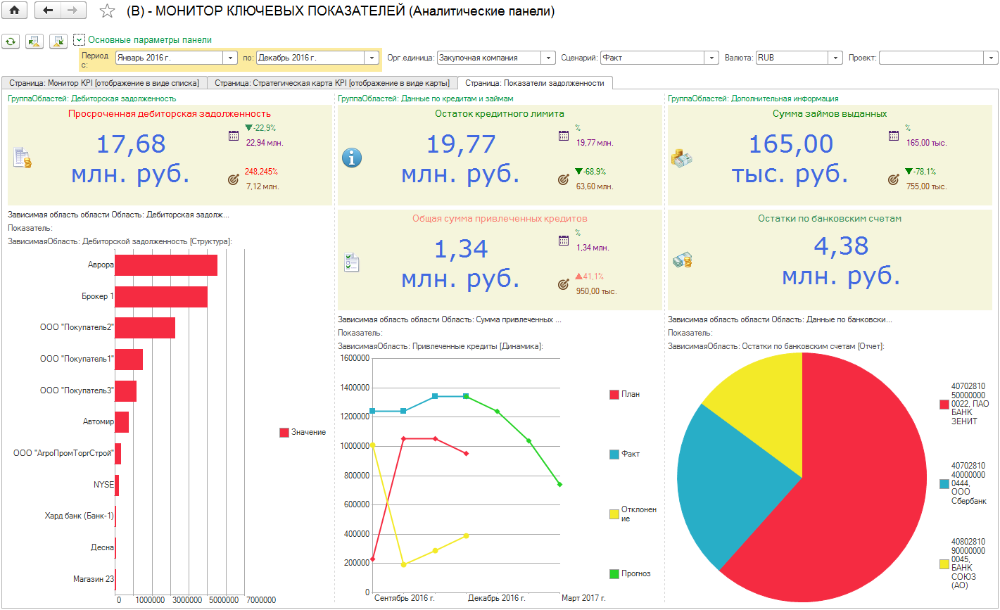 (В) - МОНИТОР КЛЮЧЕВЫХ ПОКАЗАТЕЛЕЙ (Аналитические панели)
Основные параметры панели
Период с: Январь 2016 г. по: Декабрь 2016 г. Орг.единица: Закупочная компания Сценарий: Факт Валюта: RUB Проект:
Страница: Монитор KPI [отображение в виде списка] Страница: Стратегическая карта KPI [отображение в виде карты] Страница: Показатели задолженности
ГруппаОбластей: Дебиторская задолженность
Просроченная дебиторская задолженность
17,68
млн. руб.
-22,9%
22,94 млн.
248,245%
7,12 млн.
Зависимая область области Область: Дебиторская задолж...
Показатель:
ЗависимаяОбласть: Дебиторской задолженность [Структура]:
Аврора
Брокер 1
ООО "Покупатель2"
ООО "Покупатель1"
ООО "Покупатель3"
Автомир
ООО "АгроПромТоргСтрой"
NYSE
Хард банк (Банк-1)
Десна
Магазин 23
0 1000000 3000000 5000000 7000000
Значение
ГруппаОбластей: Данные по кредитам и займам
Остаток кредитного лимита
19,77
млн. руб.
%
19,77 млн.
-68,9%
63,60 млн.
Общая сумма привлеченных кредитов
1,34
млн. руб.
%
1,34 млн.
41,1%
950,00 тыс.
Зависимая область области Область: Сумма привлеченных ...
Показатель:
ЗависимаяОбласть: Привлеченные кредиты [Динамика]:
1600000
1400000
1200000
1000000
800000
600000
400000
200000
0
Сентябрь 2016 г. Декабрь 2016 г. Март 2017 г.
План
Факт
Отклонен
ие
Прогноз
ГруппаОбластей: Дополнительная информация
Сумма займов выданных
165,00
тыс. руб.
%
165,00 тыс.
-78,1%
755,00 тыс.
Остатки по банковским счетам
4,38
млн. руб.
Зависимая область области Область: Данные по банковски...
Показатель:
ЗависимаяОбласть: Остатки по банковским счетам [Отчет]:
40702810
50000000
0022, ПАО
БАНК
ЗЕНИТ
40702810
40000000
0444,
ООО
Сбербанк
40802810
90000000
0045,
БАНК
СОЮЗ
(АО)